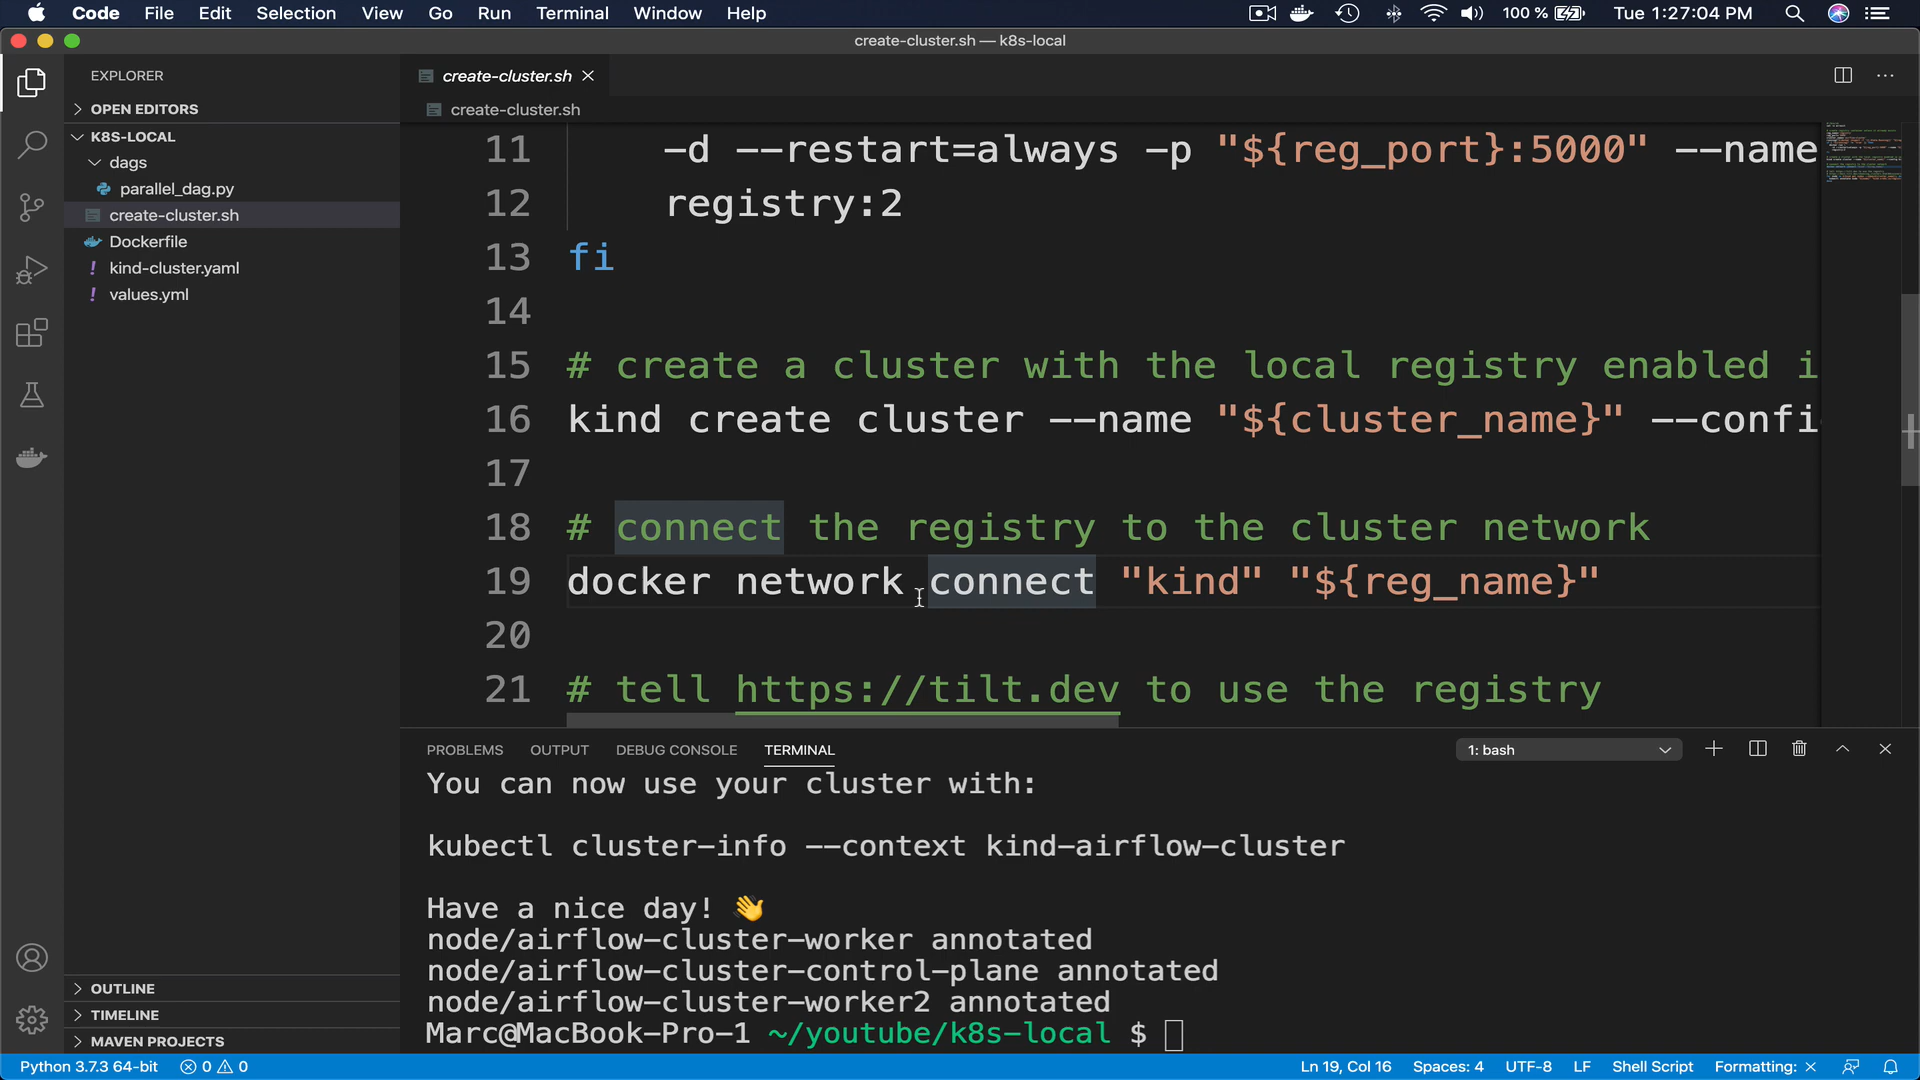 Code File Edit Selection View Go Run Terminal Window Help 100 % Tue 1:27:04 PM
create-cluster.sh — k8s-local
EXPLORER
OPEN EDITORS
K8S-LOCAL
dags
parallel_dag.py
create-cluster.sh
Dockerfile
! kind-cluster.yaml
! values.yml
OUTLINE
TIMELINE
MAVEN PROJECTS
create-cluster.sh
create-cluster.sh
11 -d --restart=always -p "${reg_port}:5000" --name
12 registry:2
13 fi
14
15 # create a cluster with the local registry enabled i
16 kind create cluster --name "${cluster_name}" --confi
17
18 # connect the registry to the cluster network
19 docker network connect "kind" "${reg_name}"
20
21 # tell https://tilt.dev to use the registry
PROBLEMS OUTPUT DEBUG CONSOLE TERMINAL 1: bash
You can now use your cluster with:
kubectl cluster-info --context kind-airflow-cluster
Have a nice day! 👋
node/airflow-cluster-worker annotated
node/airflow-cluster-control-plane annotated
node/airflow-cluster-worker2 annotated
Marc@MacBook-Pro-1 ~/youtube/k8s-local $
Python 3.7.3 64-bit 0 0 Ln 19, Col 16 Spaces: 4 UTF-8 LF Shell Script Formatting: ×